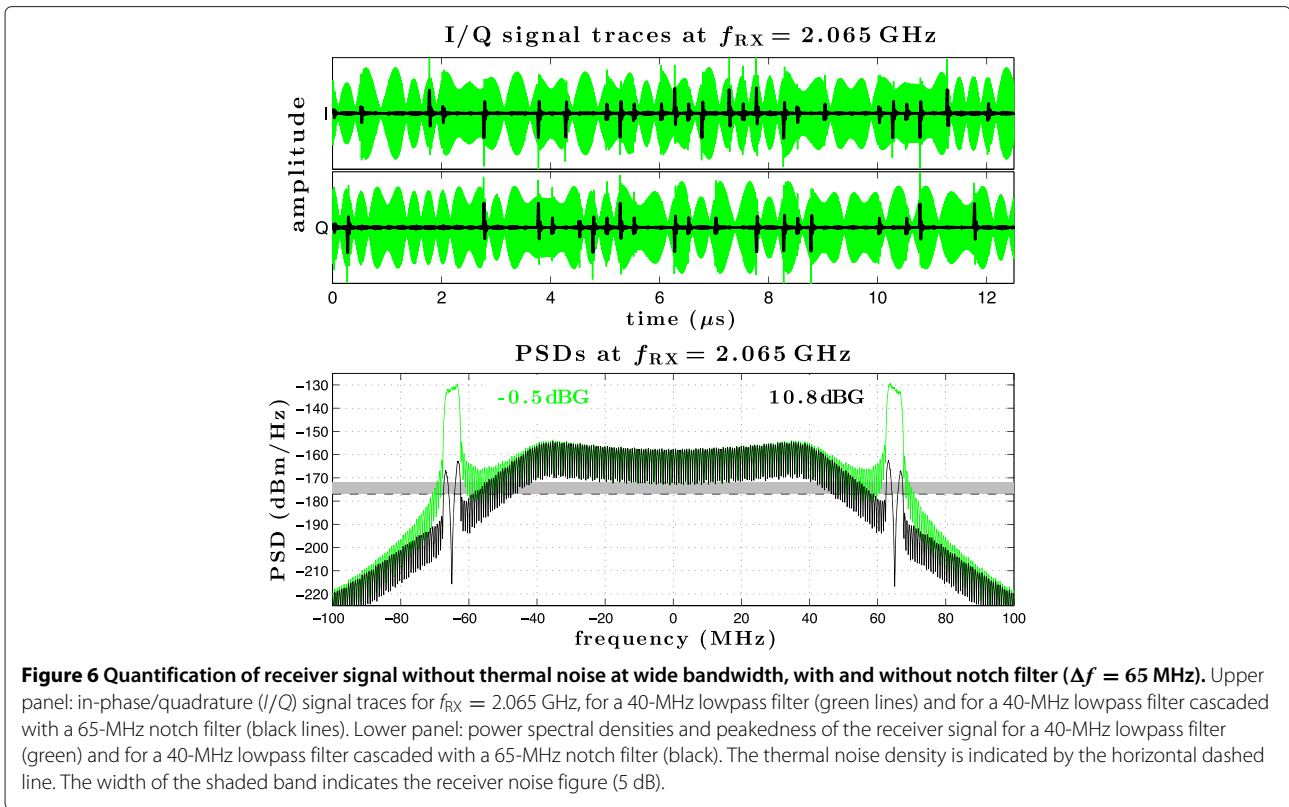 I/Q signal traces at fRX = 2.065 GHz
amplitude
I
Q
0 2 4 6 8 10 12
time (μs)
PSDs at fRX = 2.065 GHz
-0.5dBG 10.8dBG
PSD (dBm/Hz)
−130
−140
−150
−160
−170
−180
−190
−200
−210
−220
−100 −80 −60 −40 −20 0 20 40 60 80 100
frequency (MHz)
Figure 6 Quantification of receiver signal without thermal noise at wide bandwidth, with and without notch filter (Δf = 65 MHz). Upper
panel: in-phase/quadrature (I/Q) signal traces for fRX = 2.065 GHz, for a 40-MHz lowpass filter (green lines) and for a 40-MHz lowpass filter cascaded
with a 65-MHz notch filter (black lines). Lower panel: power spectral densities and peakedness of the receiver signal for a 40-MHz lowpass filter
(green) and for a 40-MHz lowpass filter cascaded with a 65-MHz notch filter (black). The thermal noise density is indicated by the horizontal dashed
line. The width of the shaded band indicates the receiver noise figure (5 dB).